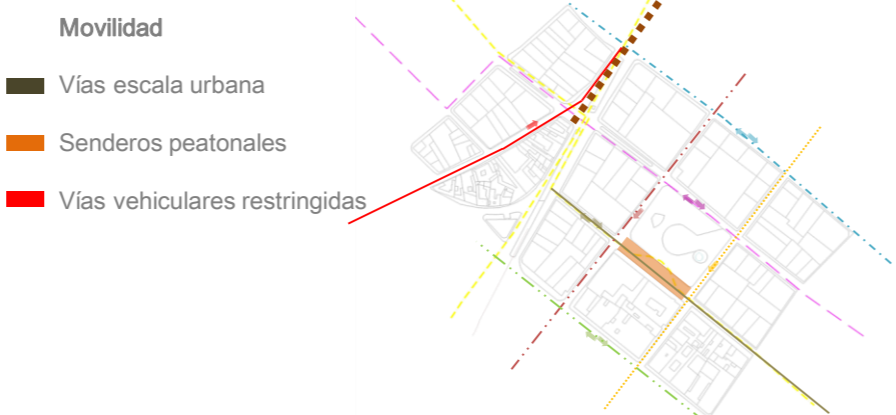 Movilidad
Vías escala urbana
Senderos peatonales
Vías vehiculares restringidas